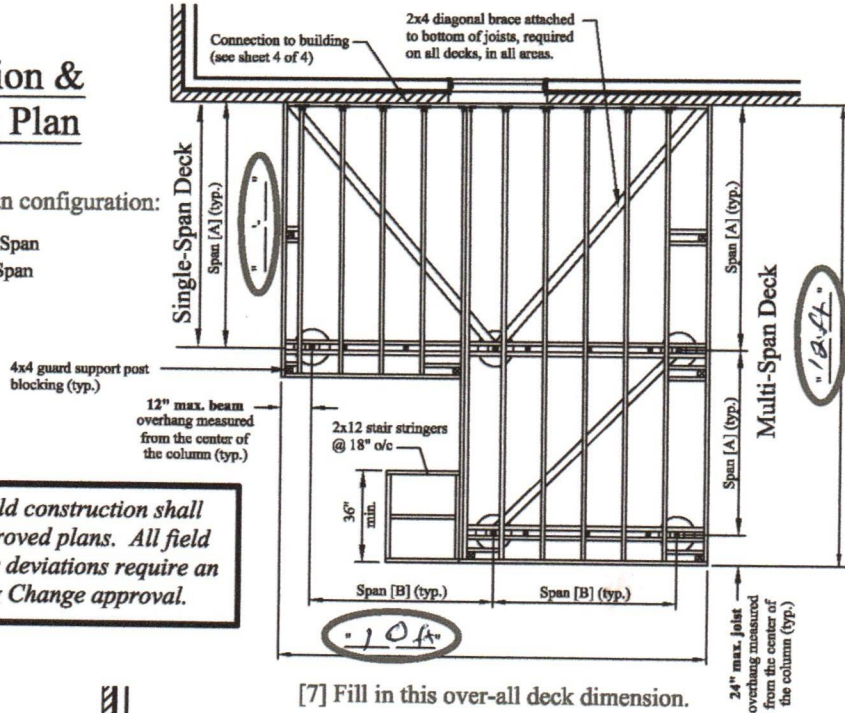 ion &
Plan
n configuration:
Span
Span
Connection to building
(see sheet 4 of 4)
2x4 diagonal brace attached
to bottom of joists, required
on all decks, in all areas.
Single-Span Deck
Span [A] (typ.)
" ' "
Span [A] (typ.)
Span [A] (typ.)
Multi-Span Deck
"12 ft"
4x4 guard support post
blocking (typ.)
12" max. beam
overhang measured
from the center of
the column (typ.)
2x12 stair stringers
@ 18" o/c
36"
min.
ld construction shall
roved plans. All field
deviations require an
Change approval.
Span [B] (typ.)
Span [B] (typ.)
"10 ft"
24" max. joist
overhang measured
from the center of
the column (typ.)
[7] Fill in this over-all deck dimension.